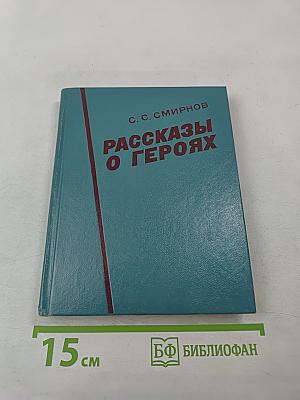 С. С. СМИРНОВ
РАССКАЗЫ
О ГЕРОЯХ
15 см
БФ БИБЛИОФАН